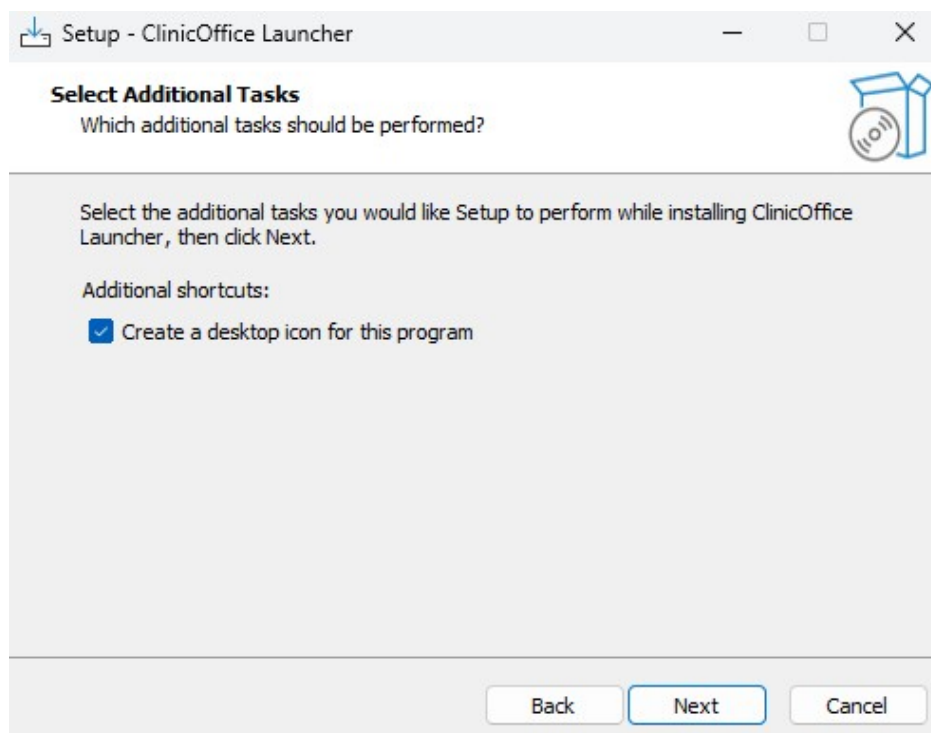 Setup - ClinicOffice Launcher
Select Additional Tasks
Which additional tasks should be performed?
Select the additional tasks you would like Setup to perform while installing ClinicOffice
Launcher, then click Next.
Additional shortcuts:
Create a desktop icon for this program
Back
Next
Cancel